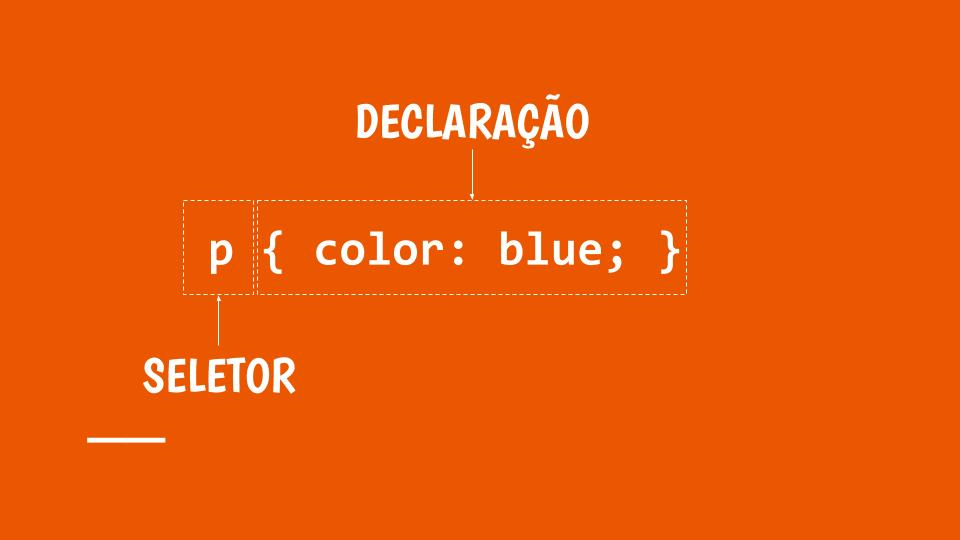 DECLARAÇÃO
p { color: blue; }
SELETOR